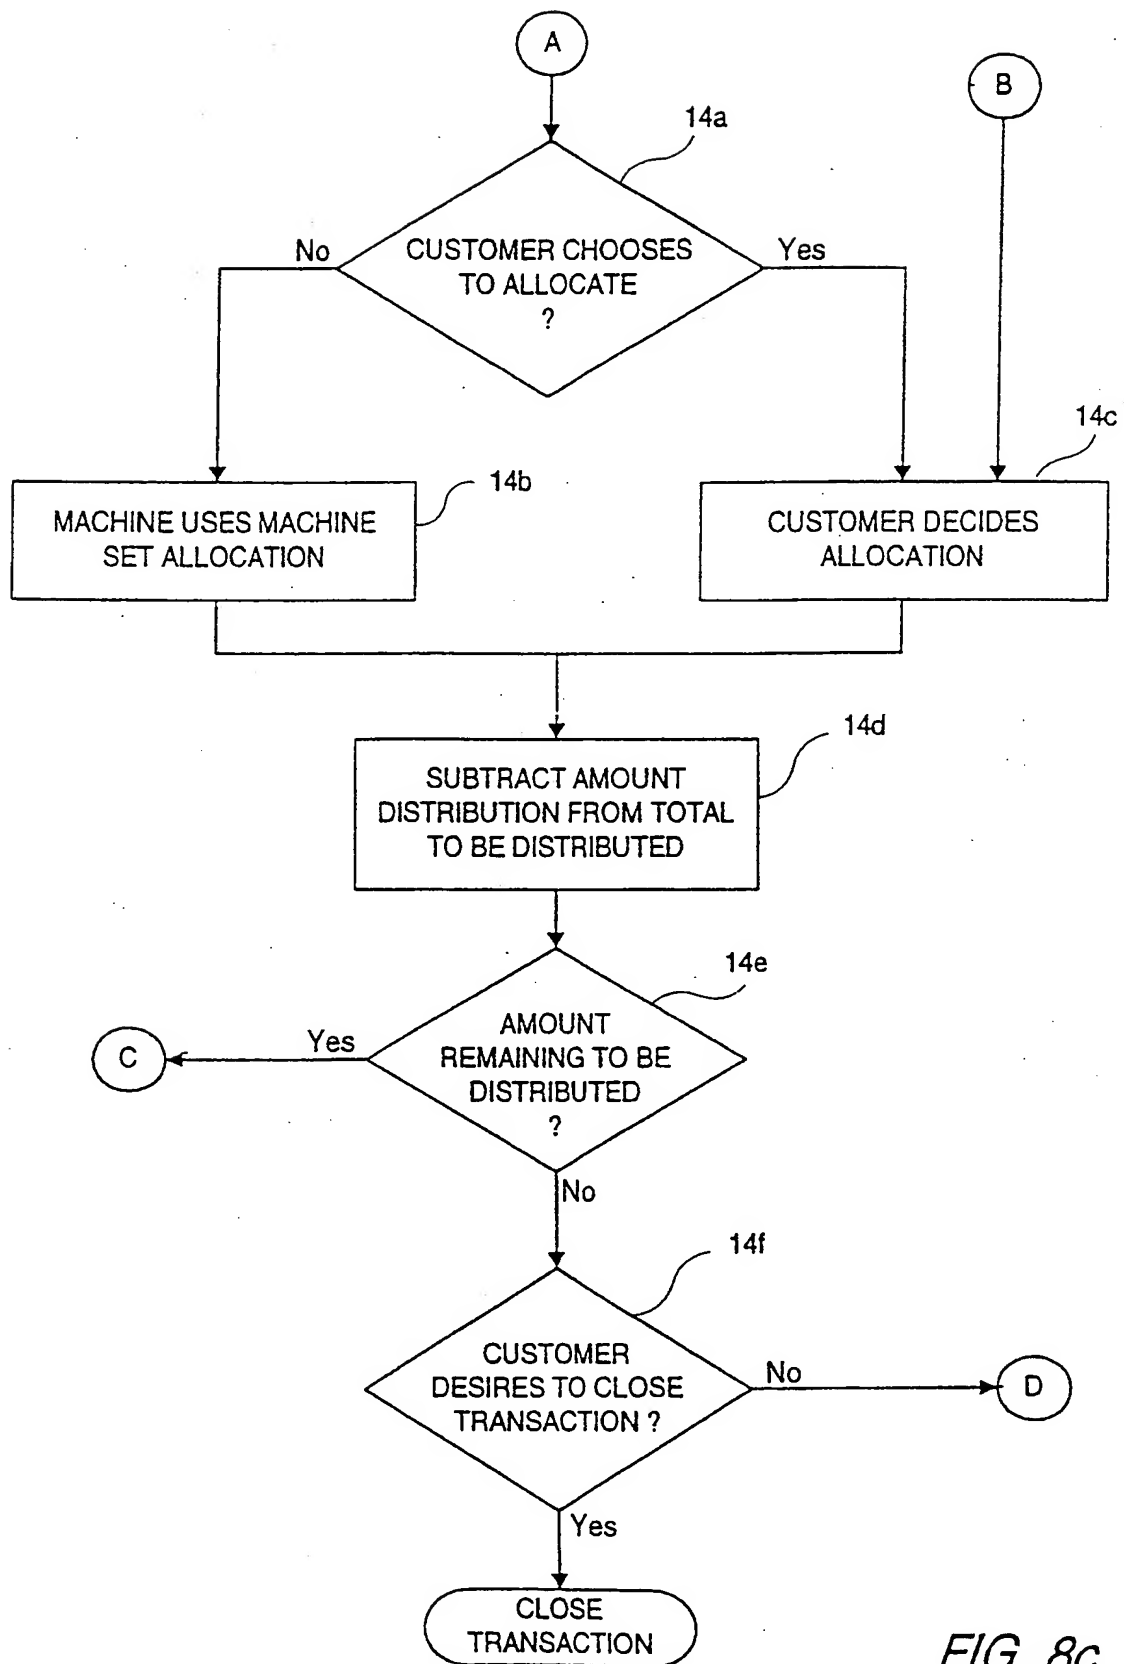 A
B
14a
No
CUSTOMER CHOOSES
TO ALLOCATE
?
Yes
14c
14b
MACHINE USES MACHINE
SET ALLOCATION
CUSTOMER DECIDES
ALLOCATION
14d
SUBTRACT AMOUNT
DISTRIBUTION FROM TOTAL
TO BE DISTRIBUTED
14e
C
Yes
AMOUNT
REMAINING TO BE
DISTRIBUTED
?
No
14f
CUSTOMER
DESIRES TO CLOSE
TRANSACTION ?
No
D
Yes
CLOSE
TRANSACTION
FIG. 8c